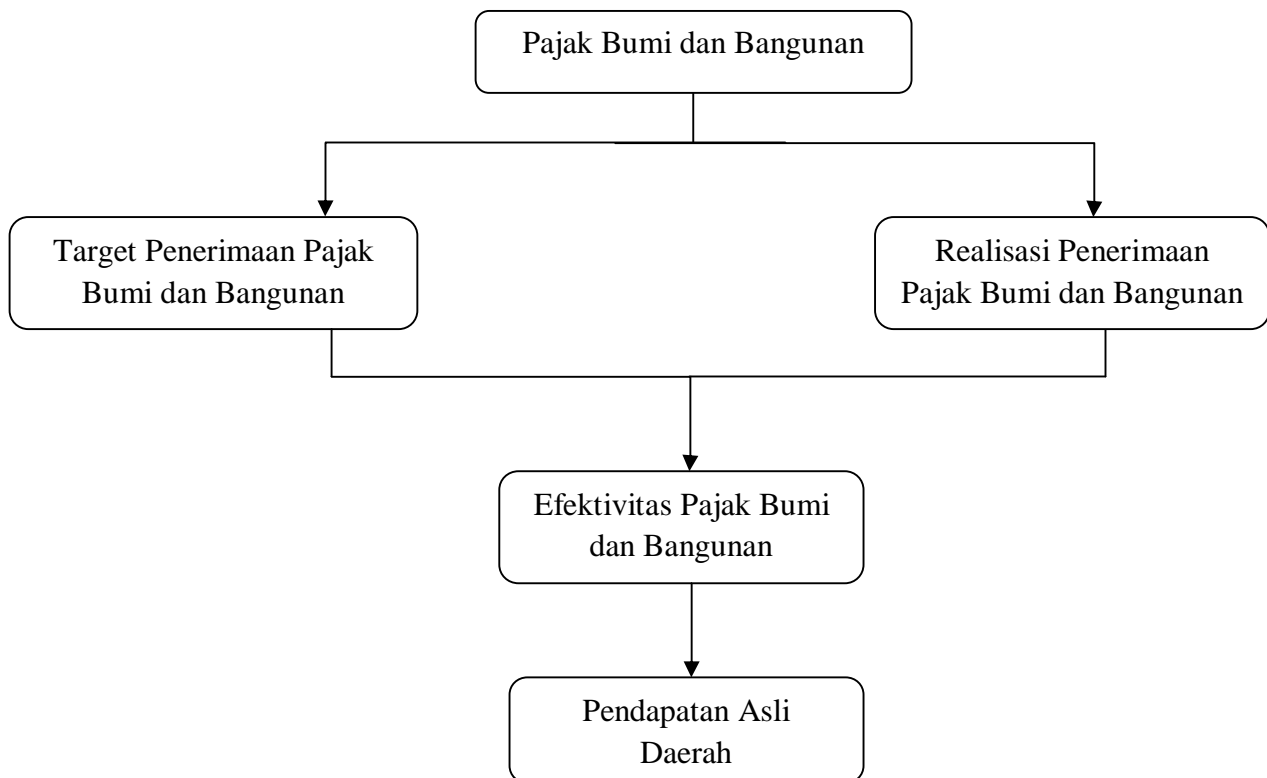 Pajak Bumi dan Bangunan
Target Penerimaan Pajak
Bumi dan Bangunan
Realisasi Penerimaan
Pajak Bumi dan Bangunan
Efektivitas Pajak Bumi
dan Bangunan
Pendapatan Asli
Daerah